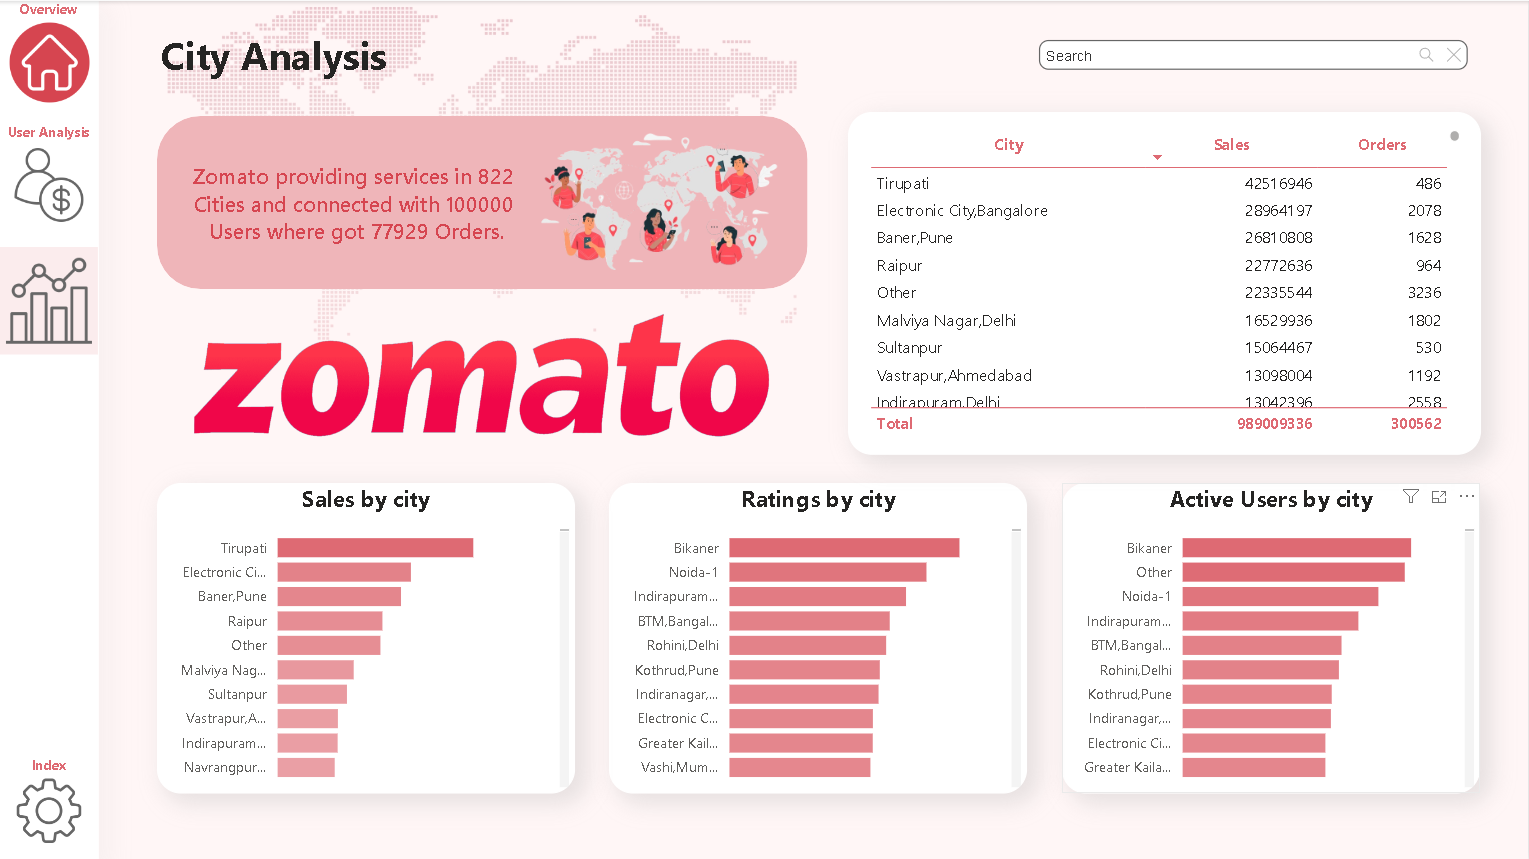 Overview
User Analysis
Index
City Analysis
Search
Zomato providing services in 822
Cities and connected with 100000
Users where got 77929 Orders.
zomato
City Sales Orders
Tirupati 42516946 486
Electronic City,Bangalore 28964197 2078
Baner,Pune 26810808 1628
Raipur 22772636 964
Other 22335544 3236
Malviya Nagar,Delhi 16529936 1802
Sultanpur 15064467 530
Vastrapur,Ahmedabad 13098004 1192
Indirapuram,Delhi 13042396 2558
Total 989009336 300562
Sales by city
Tirupati
Electronic Ci...
Baner,Pune
Raipur
Other
Malviya Nag...
Sultanpur
Vastrapur,A...
Indirapuram...
Navrangpur...
Ratings by city
Bikaner
Noida-1
Indirapuram...
BTM,Bangal...
Rohini,Delhi
Kothrud,Pune
Indiranagar,...
Electronic C...
Greater Kail...
Vashi,Mum...
Active Users by city
Bikaner
Other
Noida-1
Indirapuram...
BTM,Bangal...
Rohini,Delhi
Kothrud,Pune
Indiranagar,...
Electronic Ci...
Greater Kaila...